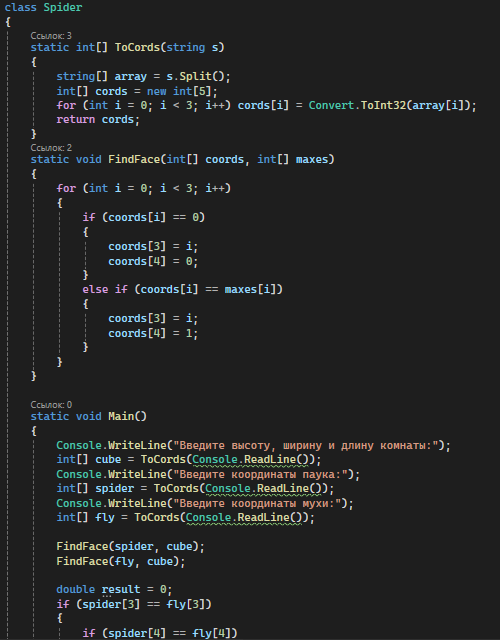 class Spider
{
Ссылок: 3
static int[] ToCords(string s)
{
string[] array = s.Split();
int[] cords = new int[5];
for (int i = 0; i < 3; i++) cords[i] = Convert.ToInt32(array[i]);
return cords;
}
Ссылок: 2
static void FindFace(int[] coords, int[] maxes)
{
for (int i = 0; i < 3; i++)
{
if (coords[i] == 0)
{
coords[3] = i;
coords[4] = 0;
}
else if (coords[i] == maxes[i])
{
coords[3] = i;
coords[4] = 1;
}
}
}
Ссылок: 0
static void Main()
{
Console.WriteLine("Введите высоту, ширину и длину комнаты:");
int[] cube = ToCords(Console.ReadLine());
Console.WriteLine("Введите координаты паука:");
int[] spider = ToCords(Console.ReadLine());
Console.WriteLine("Введите координаты мухи:");
int[] fly = ToCords(Console.ReadLine());
FindFace(spider, cube);
FindFace(fly, cube);
double result = 0;
if (spider[3] == fly[3])
{
if (spider[4] == fly[4])